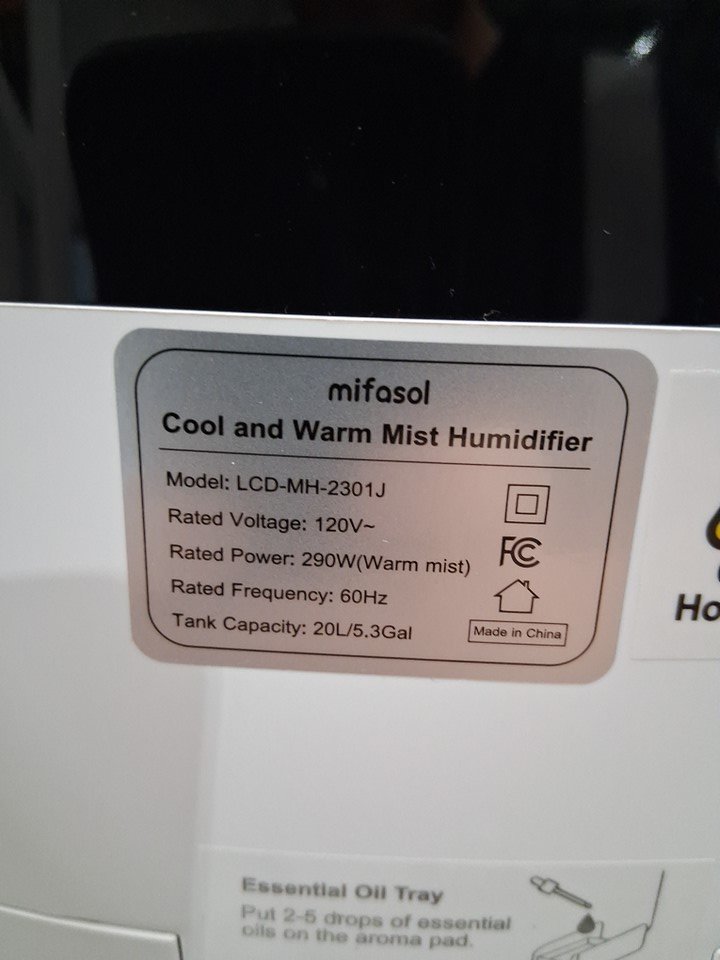 mifasol
Cool and Warm Mist Humidifier
Model: LCD-MH-2301J
Rated Voltage: 120V~
Rated Power: 290W(Warm mist)
FC
Rated Frequency: 60Hz
Tank Capacity: 20L/5.3Gal
Made in China
Ho
Essential Oil Tray
Put 2-5 drops of essential
oils on the aroma pad.